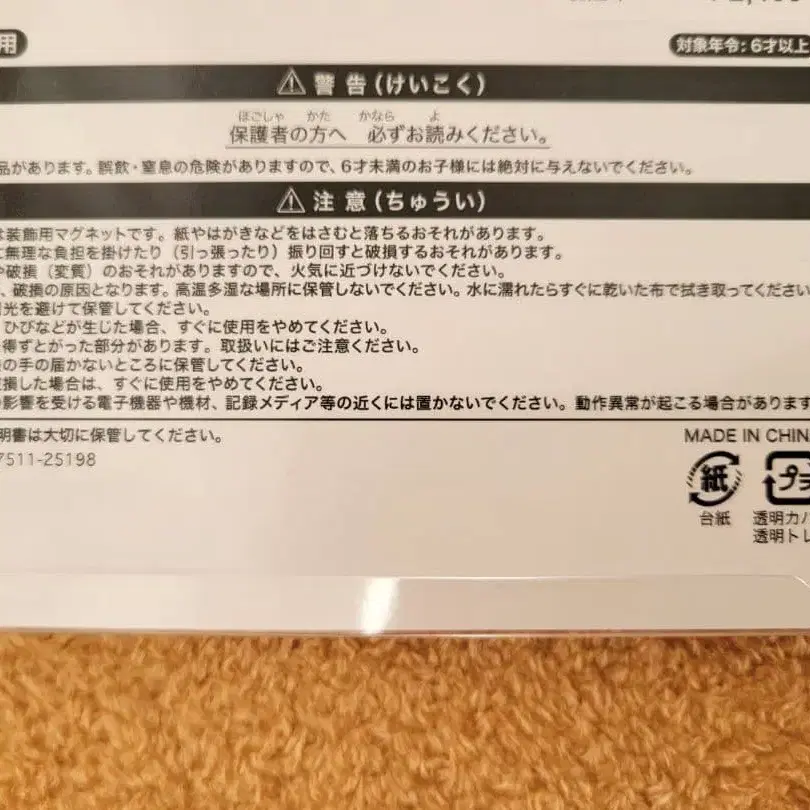 用
対象年令:6才以上
⚠ 警告(けいこく)
ほごしゃ かた かなら よ
保護者の方へ 必ずお読みください。
品があります。誤飲・窒息の危険がありますので、6才未満のお子様には絶対に与えないでください。
⚠ 注意(ちゅうい)
は装飾用マグネットです。紙やはがきなどをはさむと落ちるおそれがあります。
に無理な負担を掛けたり(引っ張ったり)振り回すと破損するおそれがあります。
や破損(変質)のおそれがありますので、火気に近づけないでください。
、破損の原因となります。高温多湿な場所に保管しないでください。水に濡れたらすぐに乾いた布で拭き取ってください
光を避けて保管してください。
ひびなどが生じた場合、すぐに使用をやめてください。
得ずとがった部分があります。取扱いにはご注意ください。
の手の届かないところに保管してください。
損した場合は、すぐに使用をやめてください。
の影響を受ける電子機器や機材、記録メディア等の近くには置かないでください。動作異常が起こる場合があります
明書は大切に保管してください。
7511-25198
MADE IN CHINA
紙
プラ
台紙
透明カバ
透明トレ